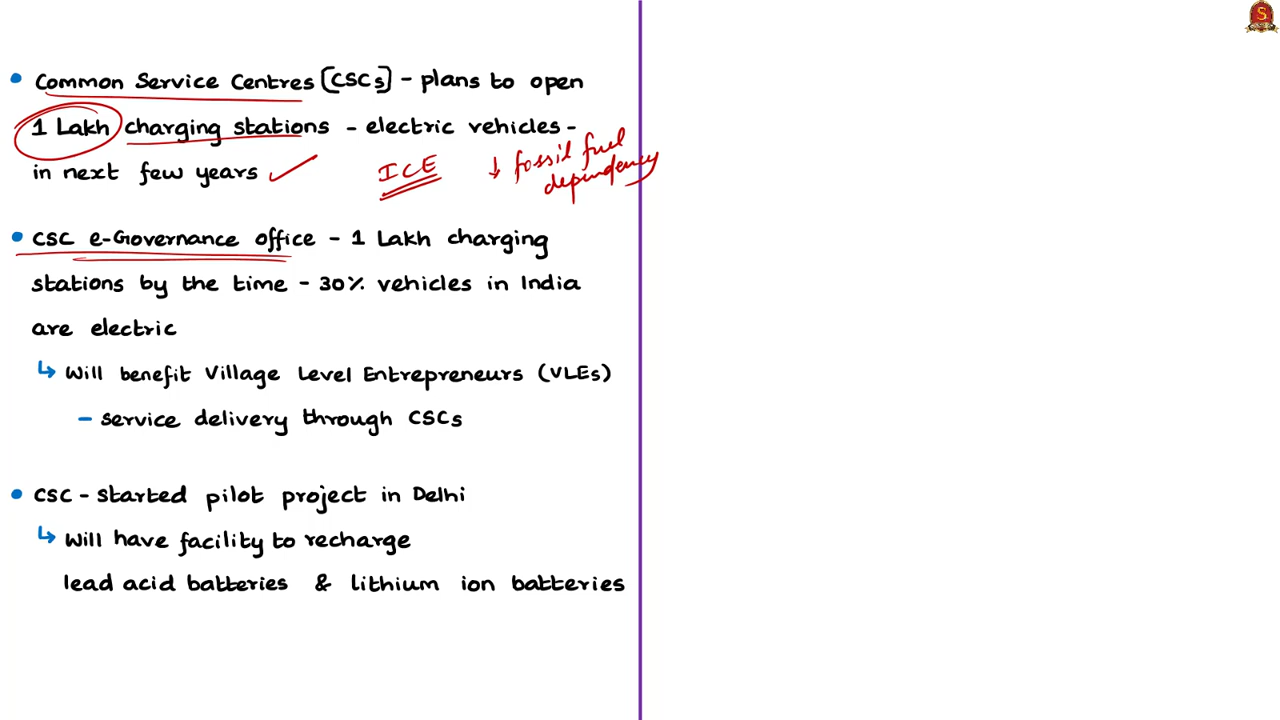 • Common Service Centres [CSCs] - plans to open
1 Lakh charging stations - electric vehicles -
in next few years ✓
ICE
↓ fossil fuel
dependency
• CSC e-Governance office - 1 Lakh charging
stations by the time - 30% vehicles in India
are electric
↳ Will benefit Village Level Entrepreneurs (VLEs)
- service delivery through CSCs
• CSC - started pilot project in Delhi
↳ Will have facility to recharge
lead acid batteries & lithium ion batteries
S